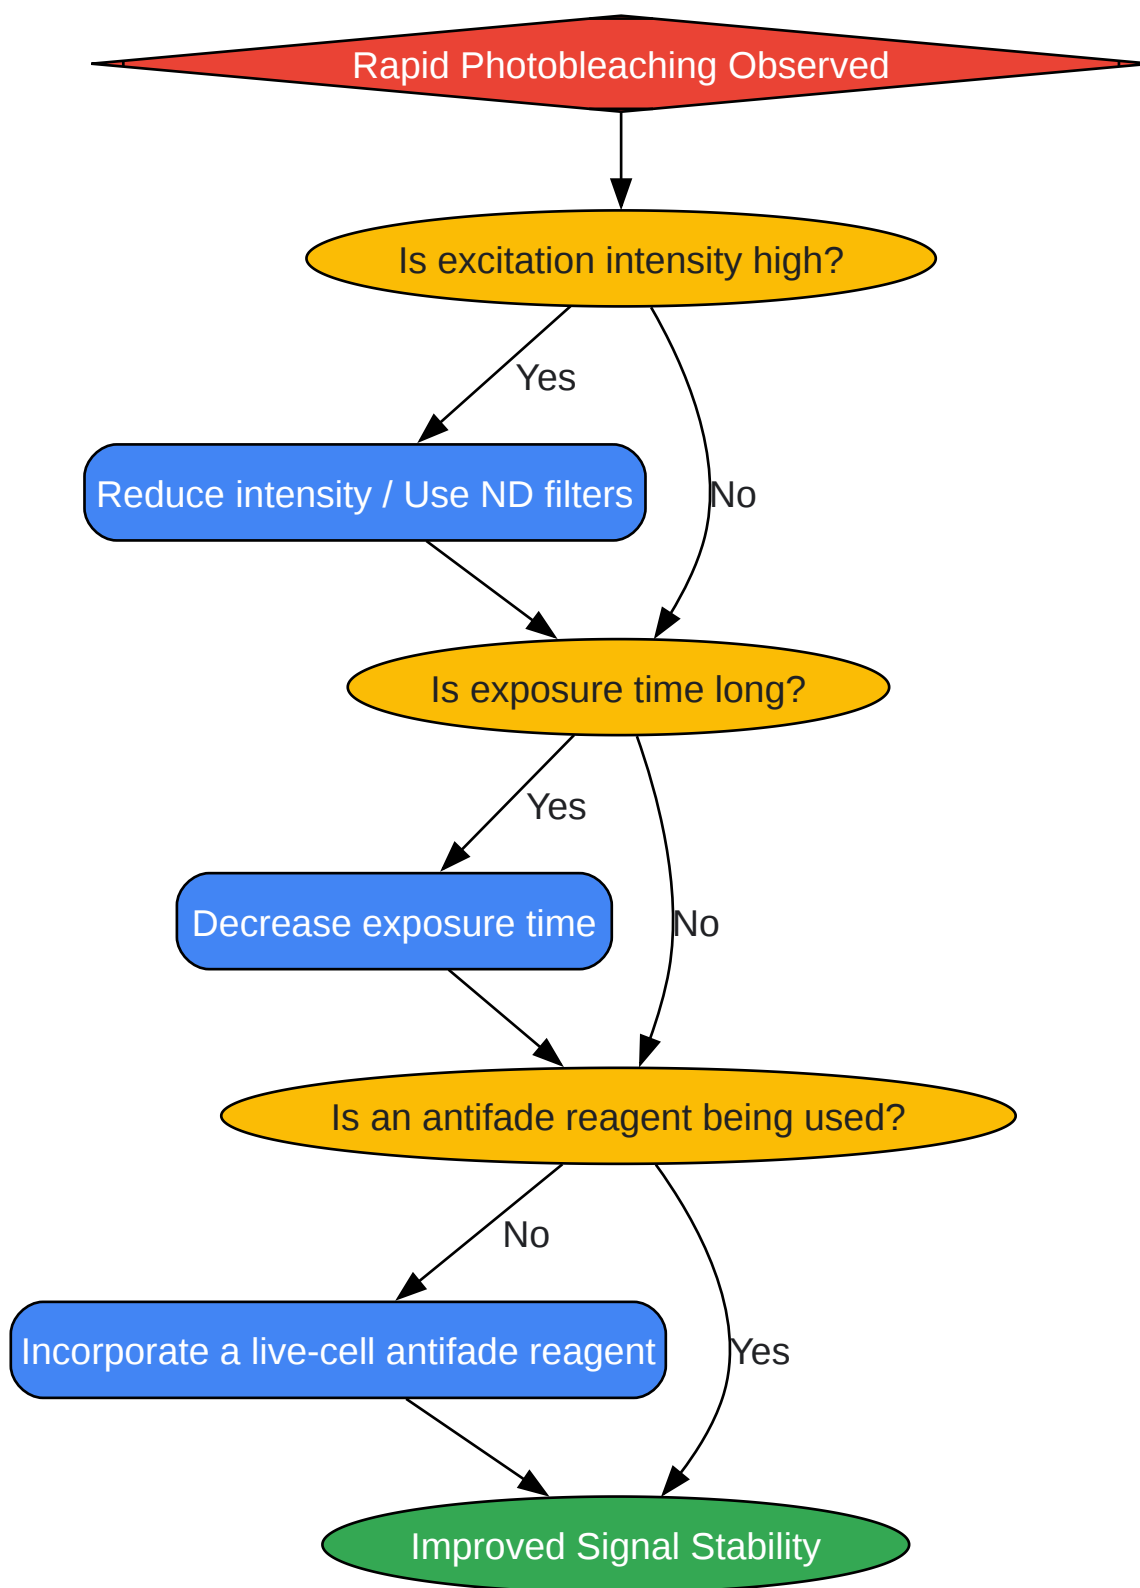 Rapid Photobleaching Observed
Is excitation intensity high?
Yes
Reduce intensity / Use ND filters
No
Is exposure time long?
Yes
Decrease exposure time
No
Is an antifade reagent being used?
No
Incorporate a live-cell antifade reagent
Yes
Improved Signal Stability